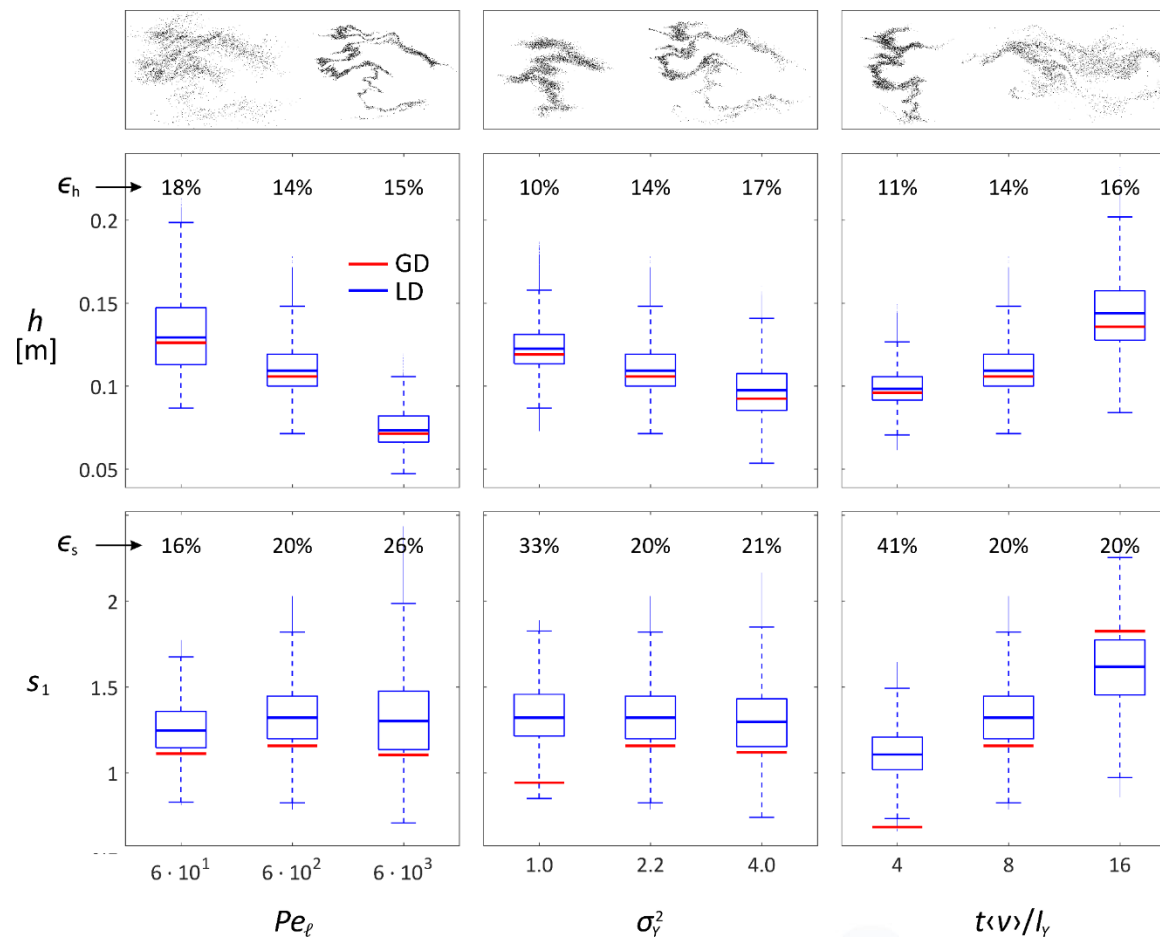 ϵh → 18% 14% 15% 10% 14% 17% 11% 14% 16%
0.2
GD
LD
0.15
h
[m]
0.1
0.05
ϵs → 16% 20% 26% 33% 20% 21% 41% 20% 20%
2
s1
1.5
1
6 · 10¹ 6 · 10² 6 · 10³ 1.0 2.2 4.0 4 8 16
Peℓ σ²Y t‹v›/IY